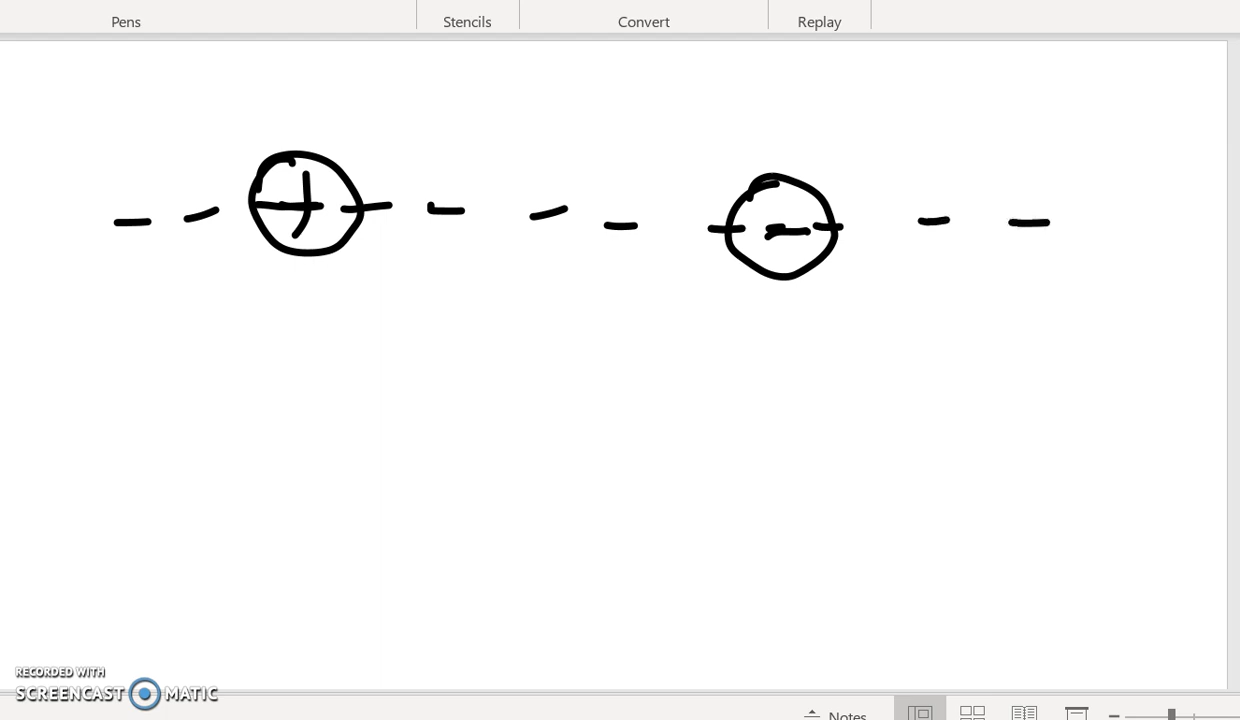 Pens Stencils Convert Replay
+ -
RECORDED WITH
SCREENCAST MATIC
Notes